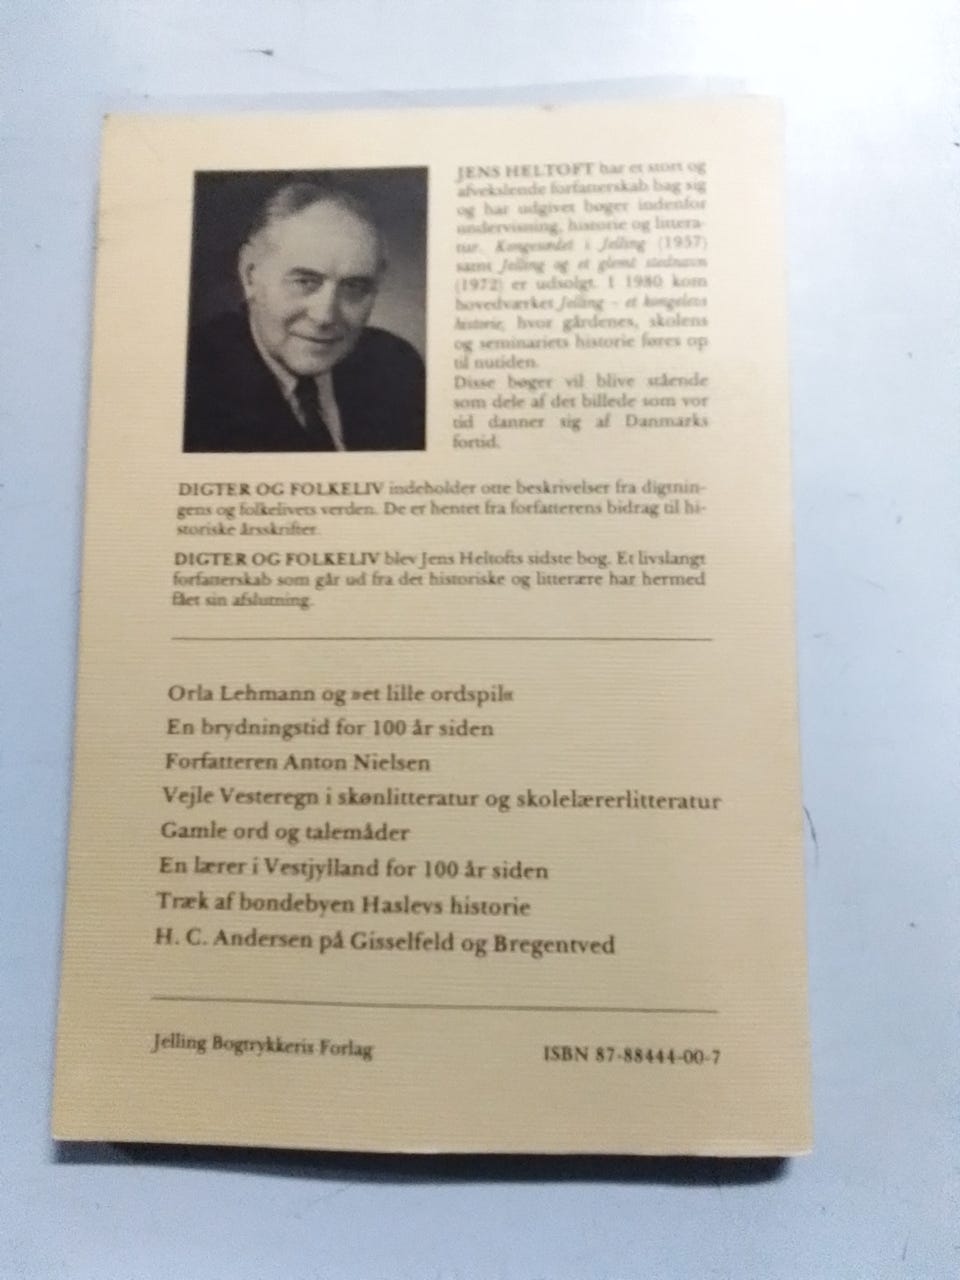 JENS HELTOFT har et stort og
afvekslende forfatterskab bag sig
og har udgivet bøger indenfor
undervisning, historie og littera-
tur. Kongesædet i Jelling (1957)
samt Jelling og et glemt stednavn
(1972) er udsolgt. I 1980 kom
hovedværket Jelling - et kongelevs
historie, hvor gårdenes, skolens
og seminariets historie føres op
til nutiden.
Disse bøger vil blive stående
som dele af det billede som vor
tid danner sig af Danmarks
fortid.
DIGTER OG FOLKELIV indeholder otte beskrivelser fra digtnin-
gens og folkelivets verden. De er hentet fra forfatterens bidrag til hi-
storiske årsskrifter.
DIGTER OG FOLKELIV blev Jens Heltofts sidste bog. Et livslangt
forfatterskab som går ud fra det historiske og litterære har hermed
fået sin afslutning.
Orla Lehmann og »et lille ordspil«
En brydningstid for 100 år siden
Forfatteren Anton Nielsen
Vejle Vesteregn i skønlitteratur og skolelærerlitteratur
Gamle ord og talemåder
En lærer i Vestjylland for 100 år siden
Træk af bondebyen Haslevs historie
H. C. Andersen på Gisselfeld og Bregentved
Jelling Bogtrykkeris Forlag
ISBN 87-88444-00-7